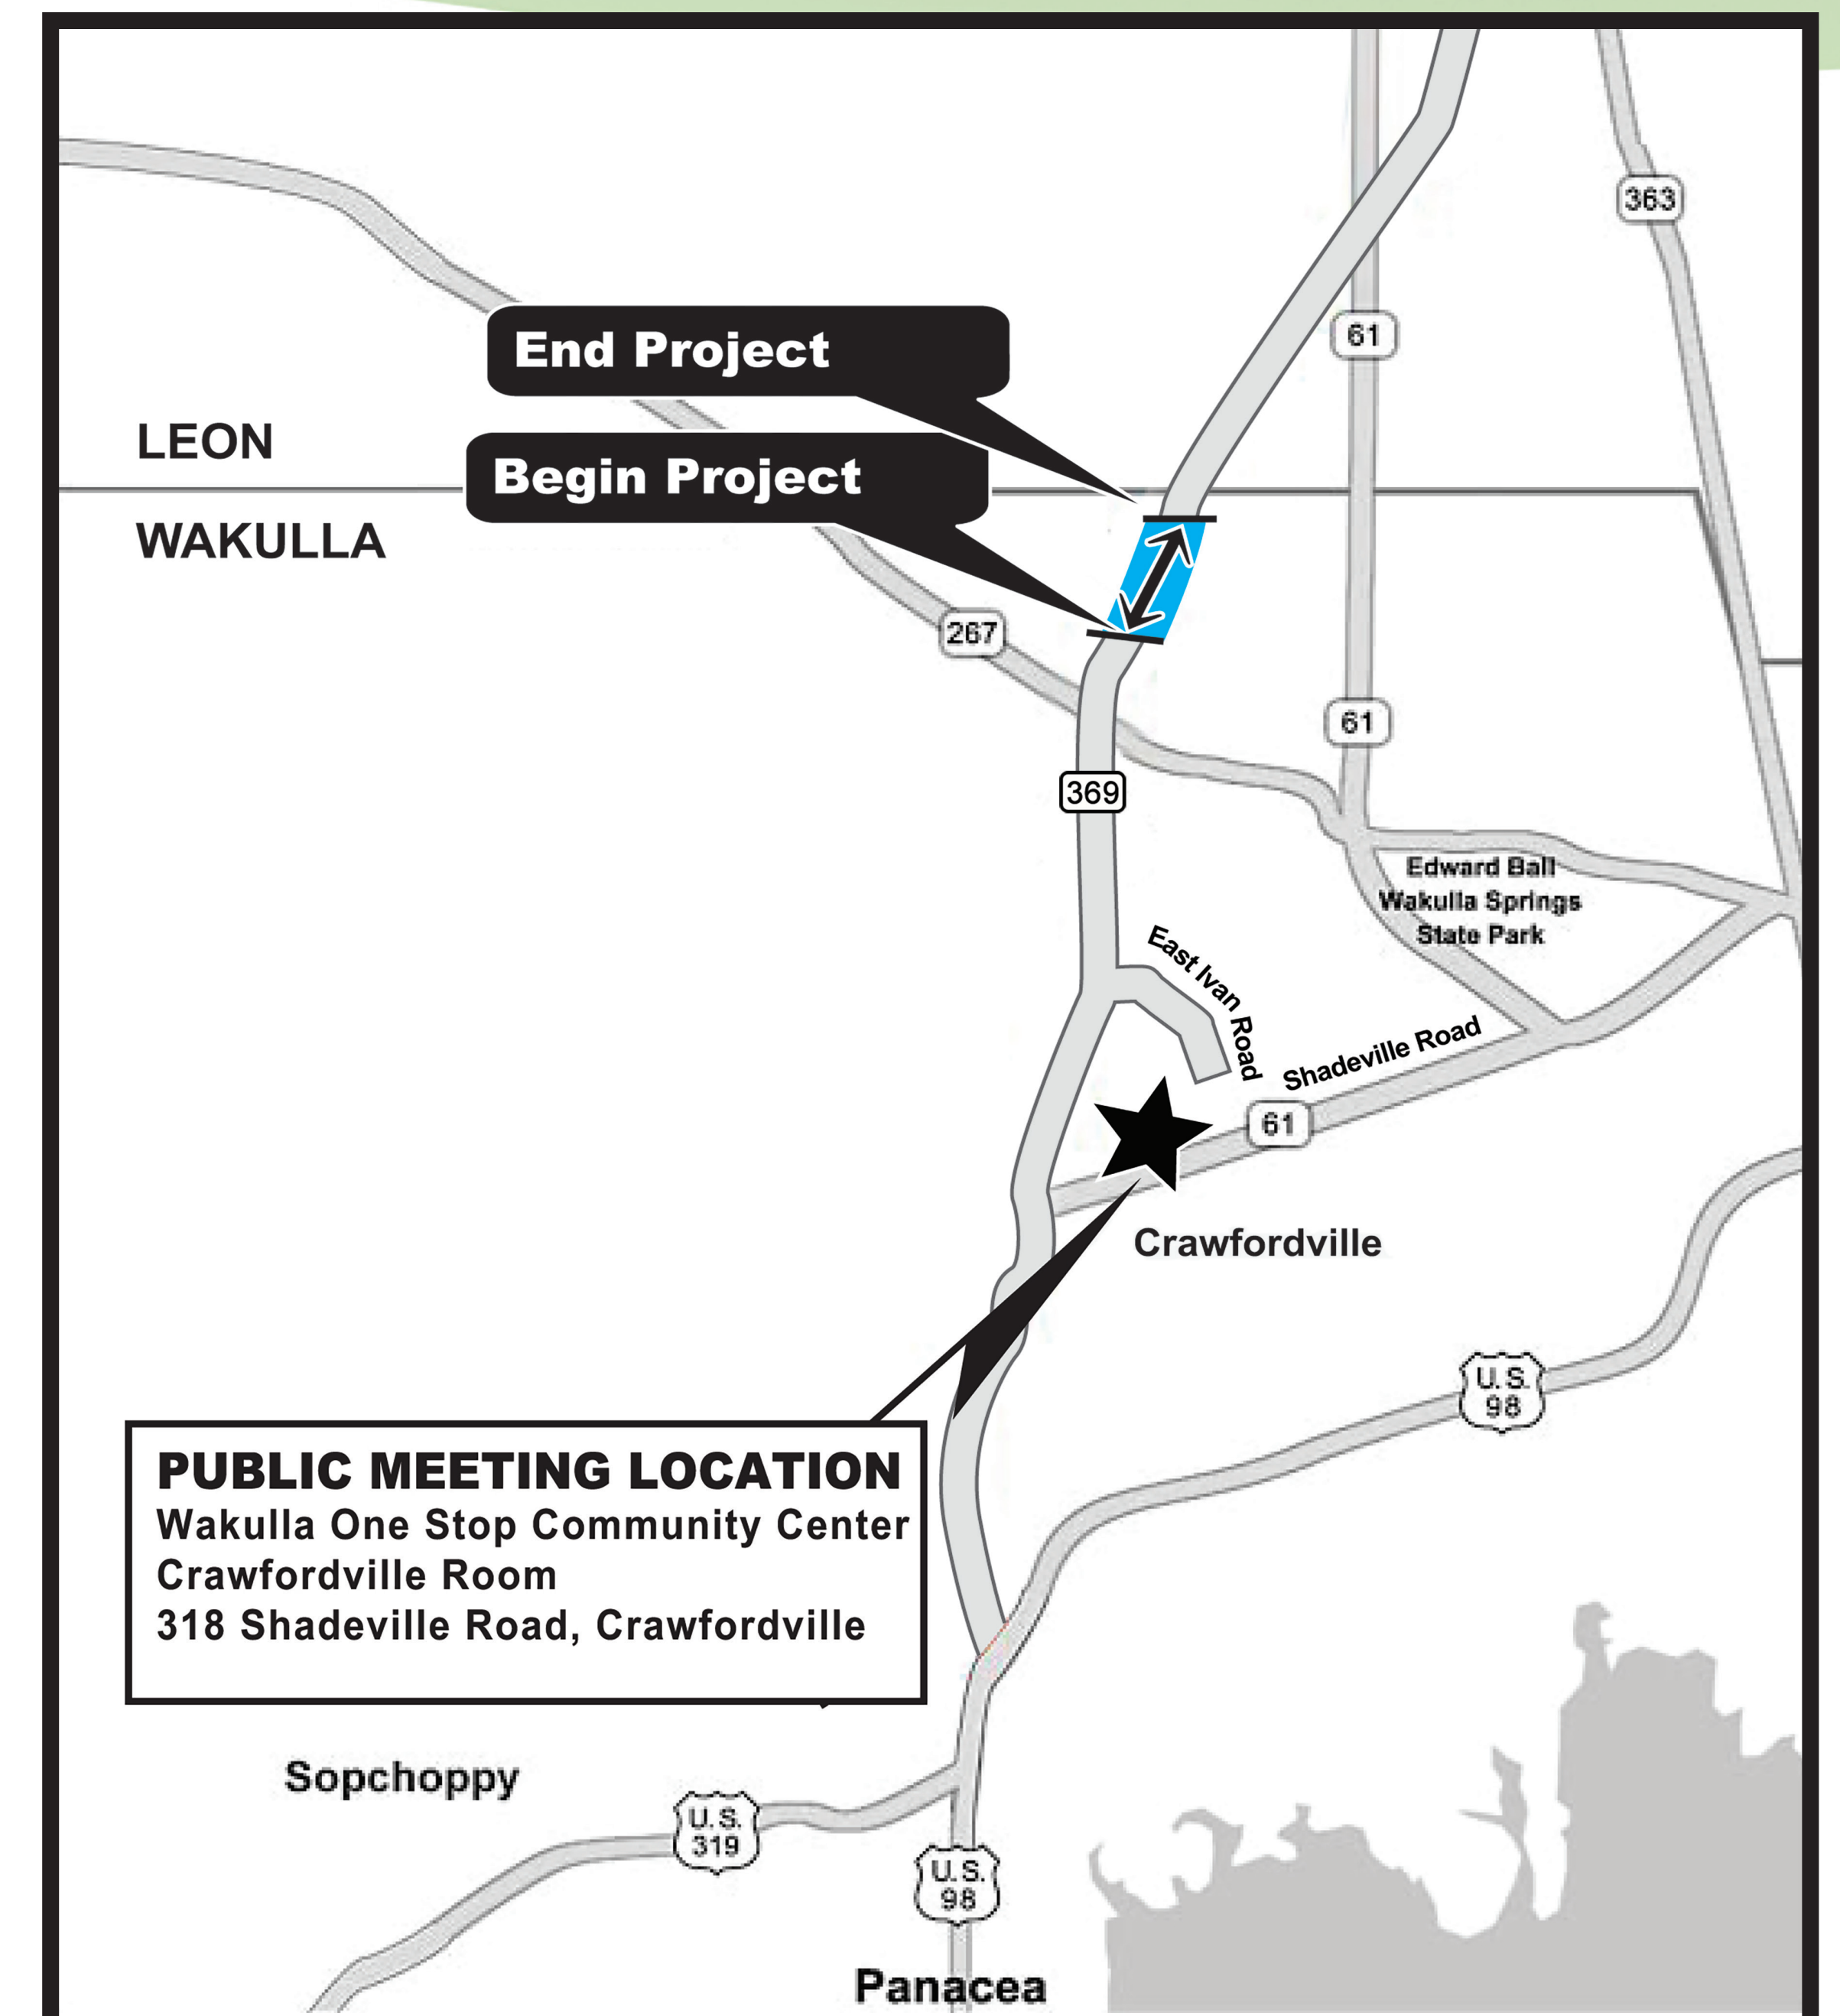 363
61
End Project
LEON
Begin Project
WAKULLA
267
61
369
Edward Ball
Wakulla Springs
State Park
East Ivan Road
Shadeville Road
61
Crawfordville
U.S.
98
PUBLIC MEETING LOCATION
Wakulla One Stop Community Center
Crawfordville Room
318 Shadeville Road, Crawfordville
Sopchoppy
U.S.
319
U.S.
98
Panacea